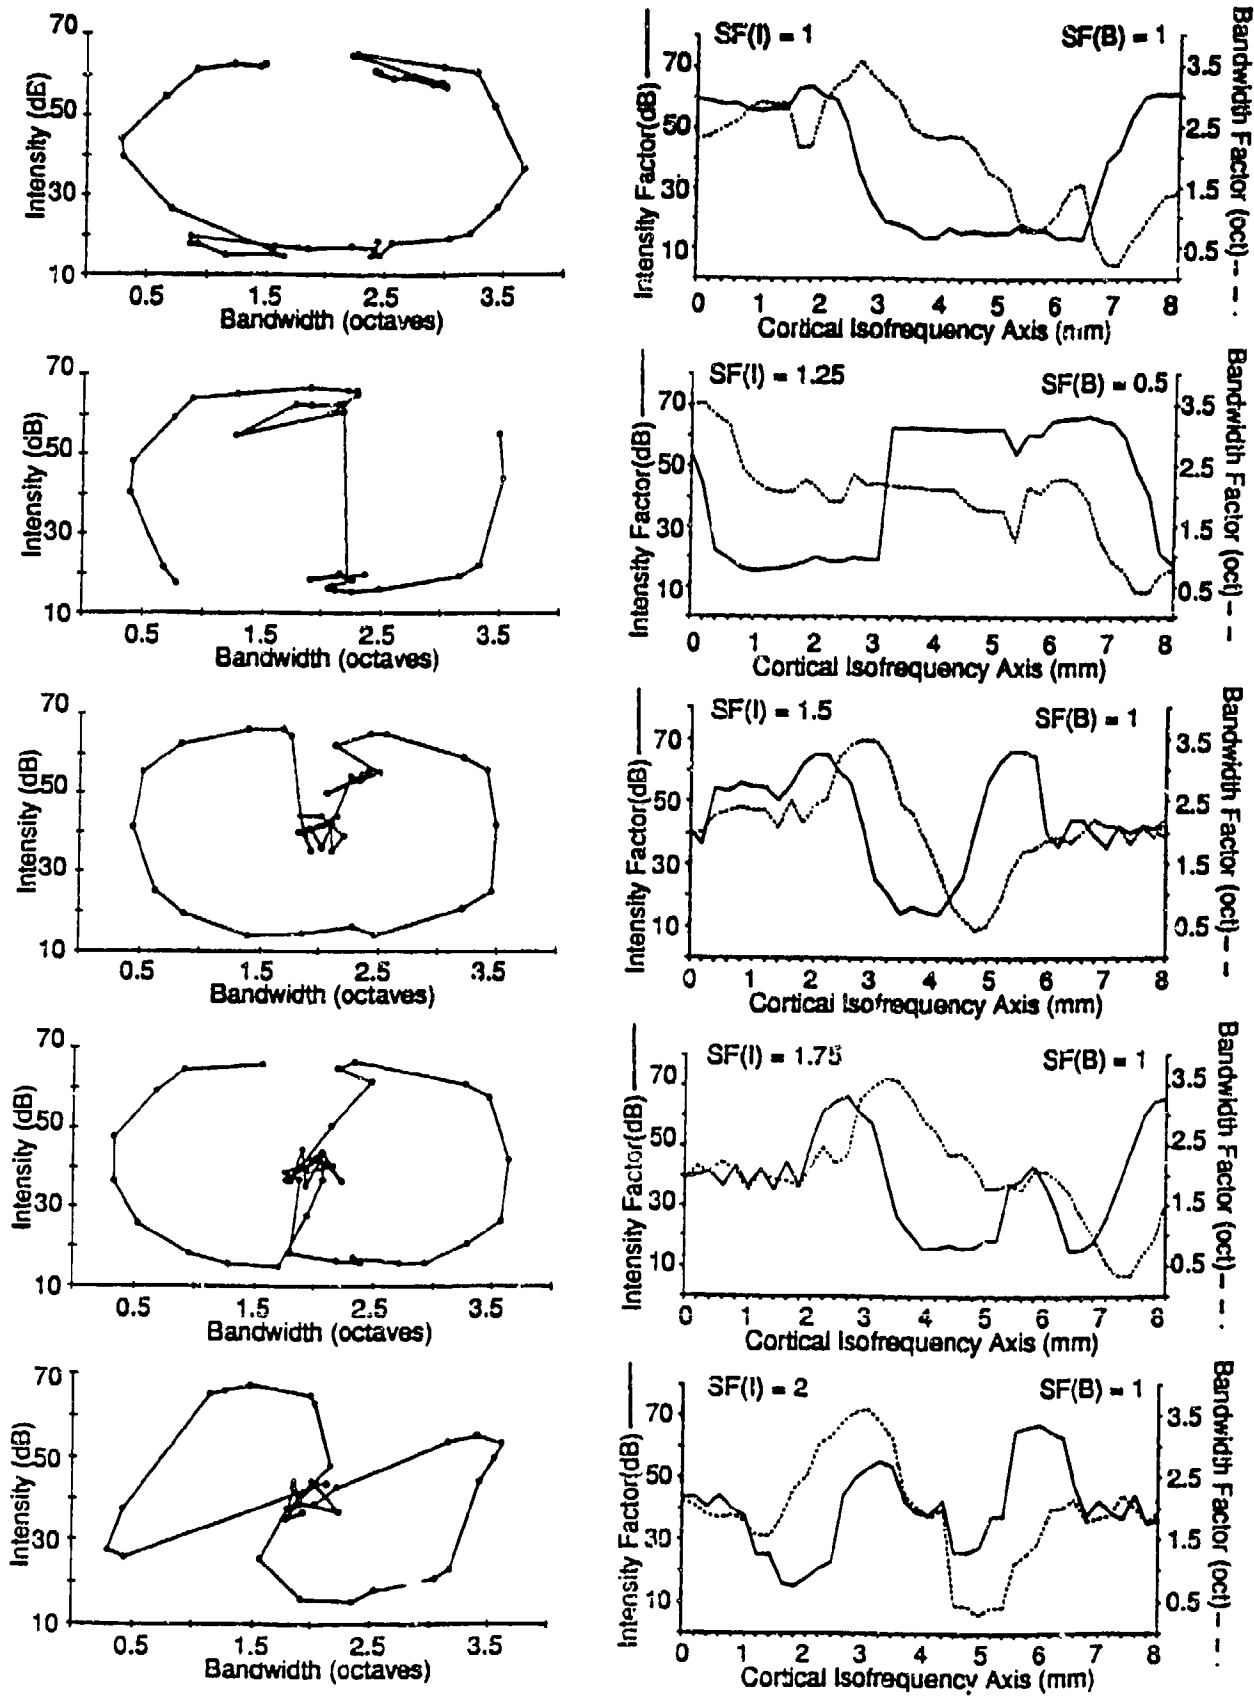 70
50
30
10
Intensity (dE)
0.5 1.5 2.5 3.5
Bandwidth (octaves)
SF(I) = 1 SF(B) = 1
70
50
30
10
Intensity Factor(dB)
3.5
2.5
1.5
0.5
Bandwidth Factor (oct)
0 1 2 3 4 5 6 7 8
Cortical Isofrequency Axis (mm)
70
50
30
10
Intensity (dB)
0.5 1.5 2.5 3.5
Bandwidth (octaves)
SF(I) = 1.25 SF(B) = 0.5
70
50
30
10
Intensity Factor(dB)
3.5
2.5
1.5
0.5
Bandwidth Factor (oct)
0 1 2 3 4 5 6 7 8
Cortical Isofrequency Axis (mm)
70
50
30
10
Intensity (dB)
0.5 1.5 2.5 3.5
Bandwidth (octaves)
SF(I) = 1.5 SF(B) = 1
70
50
30
10
Intensity Factor(dB)
3.5
2.5
1.5
0.5
Bandwidth Factor (oct)
0 1 2 3 4 5 6 7 8
Cortical Isofrequency Axis (mm)
70
50
30
10
Intensity (dB)
0.5 1.5 2.5 3.5
Bandwidth (octaves)
SF(I) = 1.75 SF(B) = 1
70
50
30
10
Intensity Factor(dB)
3.5
2.5
1.5
0.5
Bandwidth Factor (oct)
0 1 2 3 4 5 6 7 8
Cortical Isofrequency Axis (mm)
70
50
30
10
Intensity (dB)
0.5 1.5 2.5 3.5
Bandwidth (octaves)
SF(I) = 2 SF(B) = 1
70
50
30
10
Intensity Factor(dB)
3.5
2.5
1.5
0.5
Bandwidth Factor (oct)
0 1 2 3 4 5 6 7 8
Cortical Isofrequency Axis (mm)